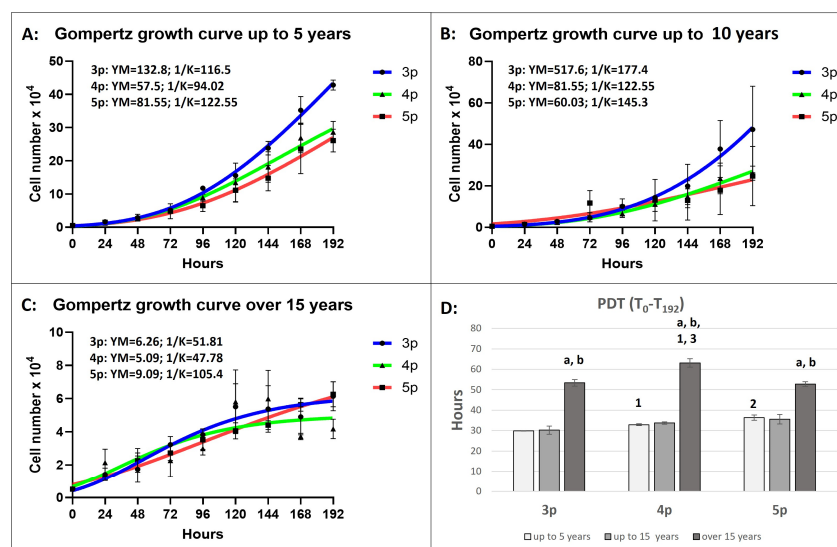 A: Gompertz growth curve up to 5 years
3p: YM=132.8; 1/K=116.5
4p: YM=57.5; 1/K=94.02
5p: YM=81.55; 1/K=122.55
Cell number x 10⁴
50
40
30
20
10
0
0 24 48 72 96 120 144 168 192
Hours
3p
4p
5p
B: Gompertz growth curve up to 10 years
3p: YM=517.6; 1/K=177.4
4p: YM=81.55; 1/K=122.55
5p: YM=60.03; 1/K=145.3
Cell number x 10⁴
80
60
40
20
0
0 24 48 72 96 120 144 168 192
Hours
3p
4p
5p
C: Gompertz growth curve over 15 years
3p: YM=6.26; 1/K=51.81
4p: YM=5.09; 1/K=47.78
5p: YM=9.09; 1/K=105.4
Cell number x 10⁴
10
8
6
4
2
0
0 24 48 72 96 120 144 168 192
Hours
3p
4p
5p
D: PDT (T₀-T₁₉₂)
Hours
80
70
60
50
40
30
20
10
0
a, b
1
a, b,
1, 3
2
a, b
3p 4p 5p
up to 5 years up to 15 years over 15 years